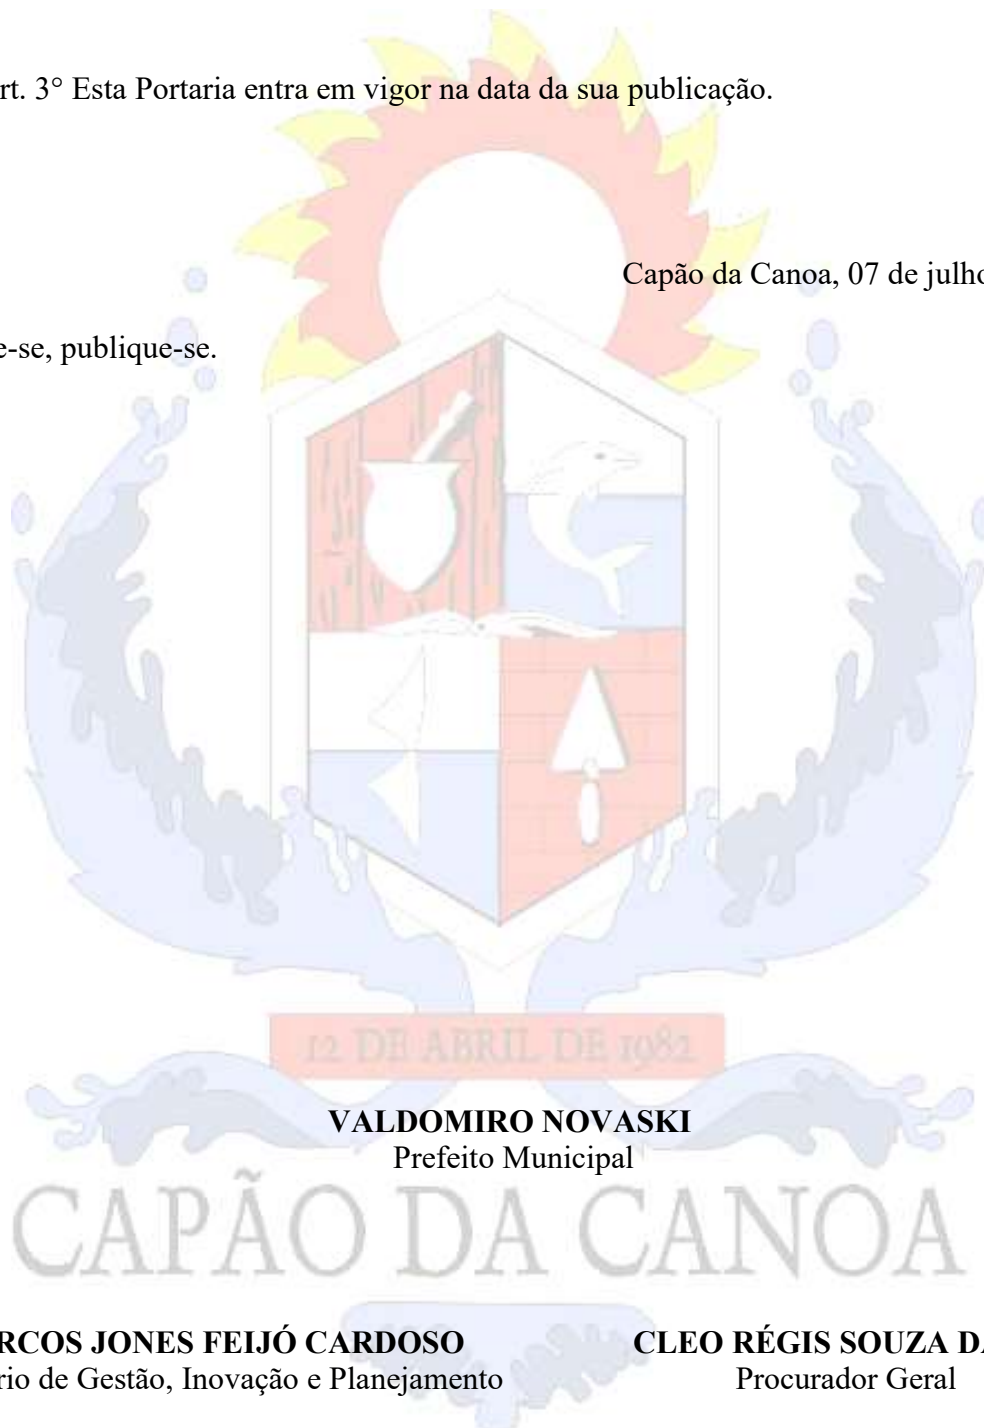 rt. 3° Esta Portaria entra em vigor na data da sua publicação.
Capão da Canoa, 07 de julho
e-se, publique-se.
12 DE ABRIL DE 1982
VALDOMIRO NOVASKI
Prefeito Municipal
CAPÃO DA CANOA
RCOS JONES FEIJÓ CARDOSO
CLEO RÉGIS SOUZA DA
rio de Gestão, Inovação e Planejamento
Procurador Geral